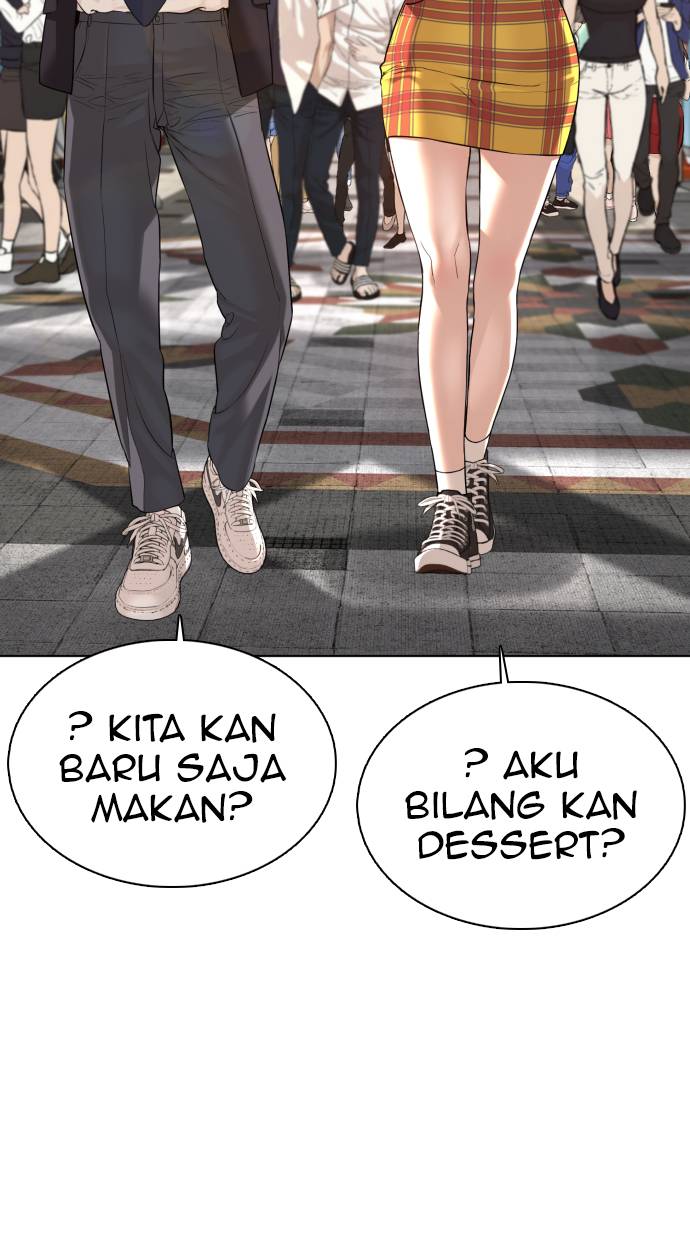 ? KITA KAN
BARU SAJA
MAKAN?
? AKU
BILANG KAN
DESSERT?